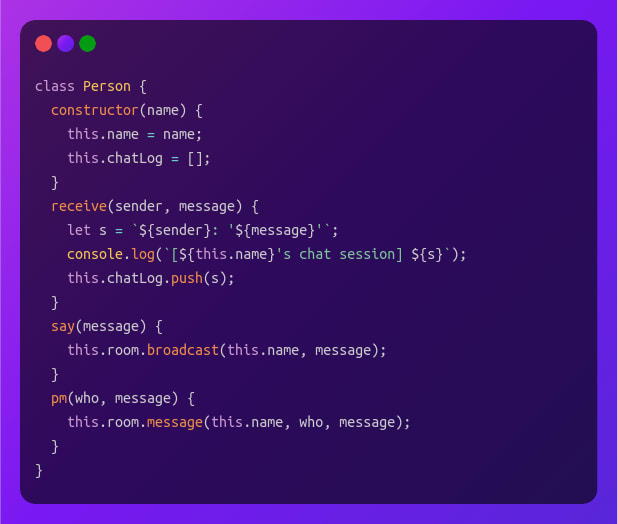 class Person {
  constructor(name) {
    this.name = name;
    this.chatLog = [];
  }
  receive(sender, message) {
    let s = `${sender}: '${message}'`;
    console.log(`[${this.name}'s chat session] ${s}`);
    this.chatLog.push(s);
  }
  say(message) {
    this.room.broadcast(this.name, message);
  }
  pm(who, message) {
    this.room.message(this.name, who, message);
  }
}